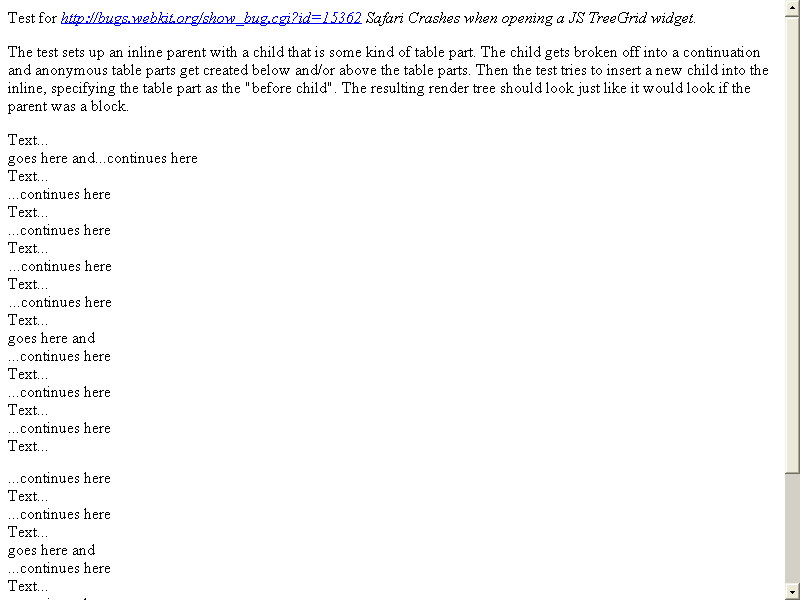 Test for http://bugs.webkit.org/show_bug.cgi?id=15362 Safari Crashes when opening a JS TreeGrid widget.
The test sets up an inline parent with a child that is some kind of table part. The child gets broken off into a continuation
and anonymous table parts get created below and/or above the table parts. Then the test tries to insert a new child into the
inline, specifying the table part as the "before child". The resulting render tree should look just like it would look if the
parent was a block.
Text...
goes here and...continues here
Text...
...continues here
Text...
...continues here
Text...
...continues here
Text...
...continues here
Text...
goes here and
...continues here
Text...
...continues here
Text...
...continues here
Text...
...continues here
Text...
...continues here
Text...
goes here and
...continues here
Text...